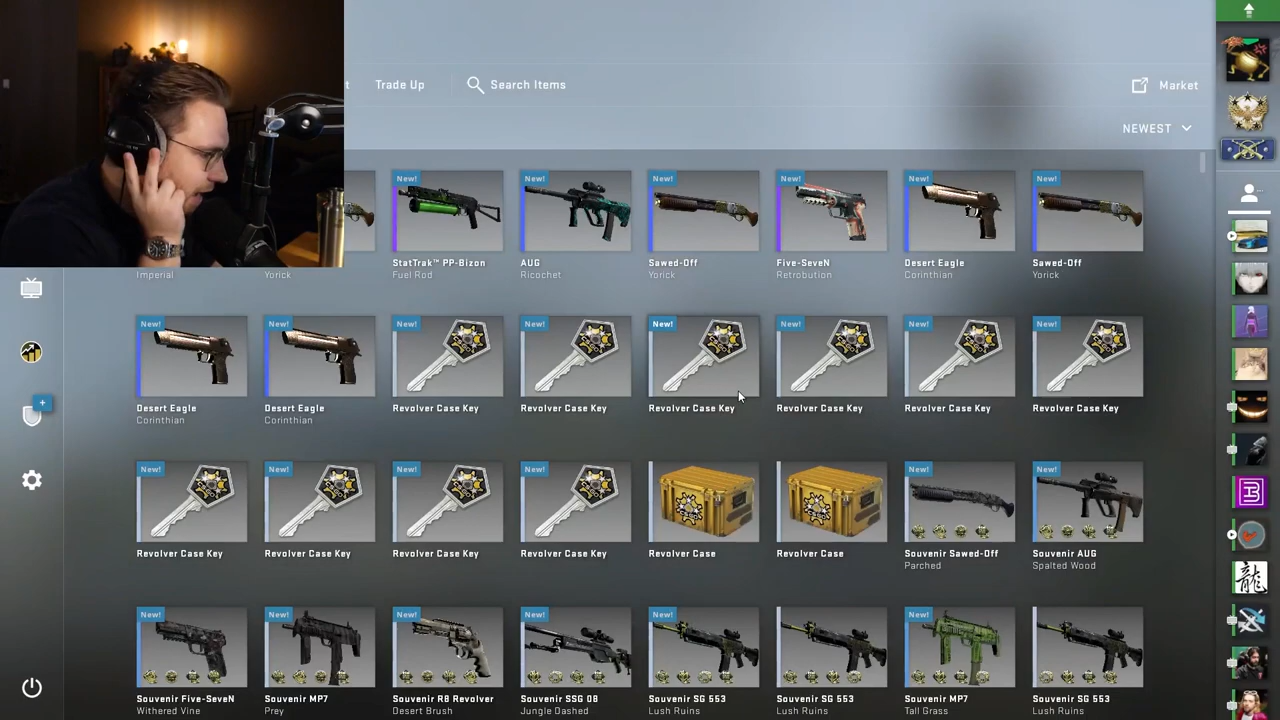 Trade Up
Search Items
Market
NEWEST
New! New! New! New! New! New!
Imperial
Yorick
StatTrak™ PP-Bizon
Fuel Rod
AUG
Ricochet
Sawed-Off
Yorick
Five-SeveN
Retrobution
Desert Eagle
Corinthian
Sawed-Off
Yorick
New! New! New! New! New! New! New! New!
Desert Eagle
Corinthian
Desert Eagle
Corinthian
Revolver Case Key
Revolver Case Key
Revolver Case Key
Revolver Case Key
Revolver Case Key
Revolver Case Key
New! New! New! New! New! New!
Revolver Case Key
Revolver Case Key
Revolver Case Key
Revolver Case Key
Revolver Case
Revolver Case
Souvenir Sawed-Off
Parched
Souvenir AUG
Spalted Wood
New! New! New! New! New! New!
Souvenir Five-SeveN
Withered Vine
Souvenir MP7
Prey
Souvenir R8 Revolver
Desert Brush
Souvenir SSG 08
Jungle Dashed
Souvenir SG 553
Lush Ruins
Souvenir SG 553
Lush Ruins
Souvenir MP7
Tall Grass
Souvenir SG 553
Lush Ruins